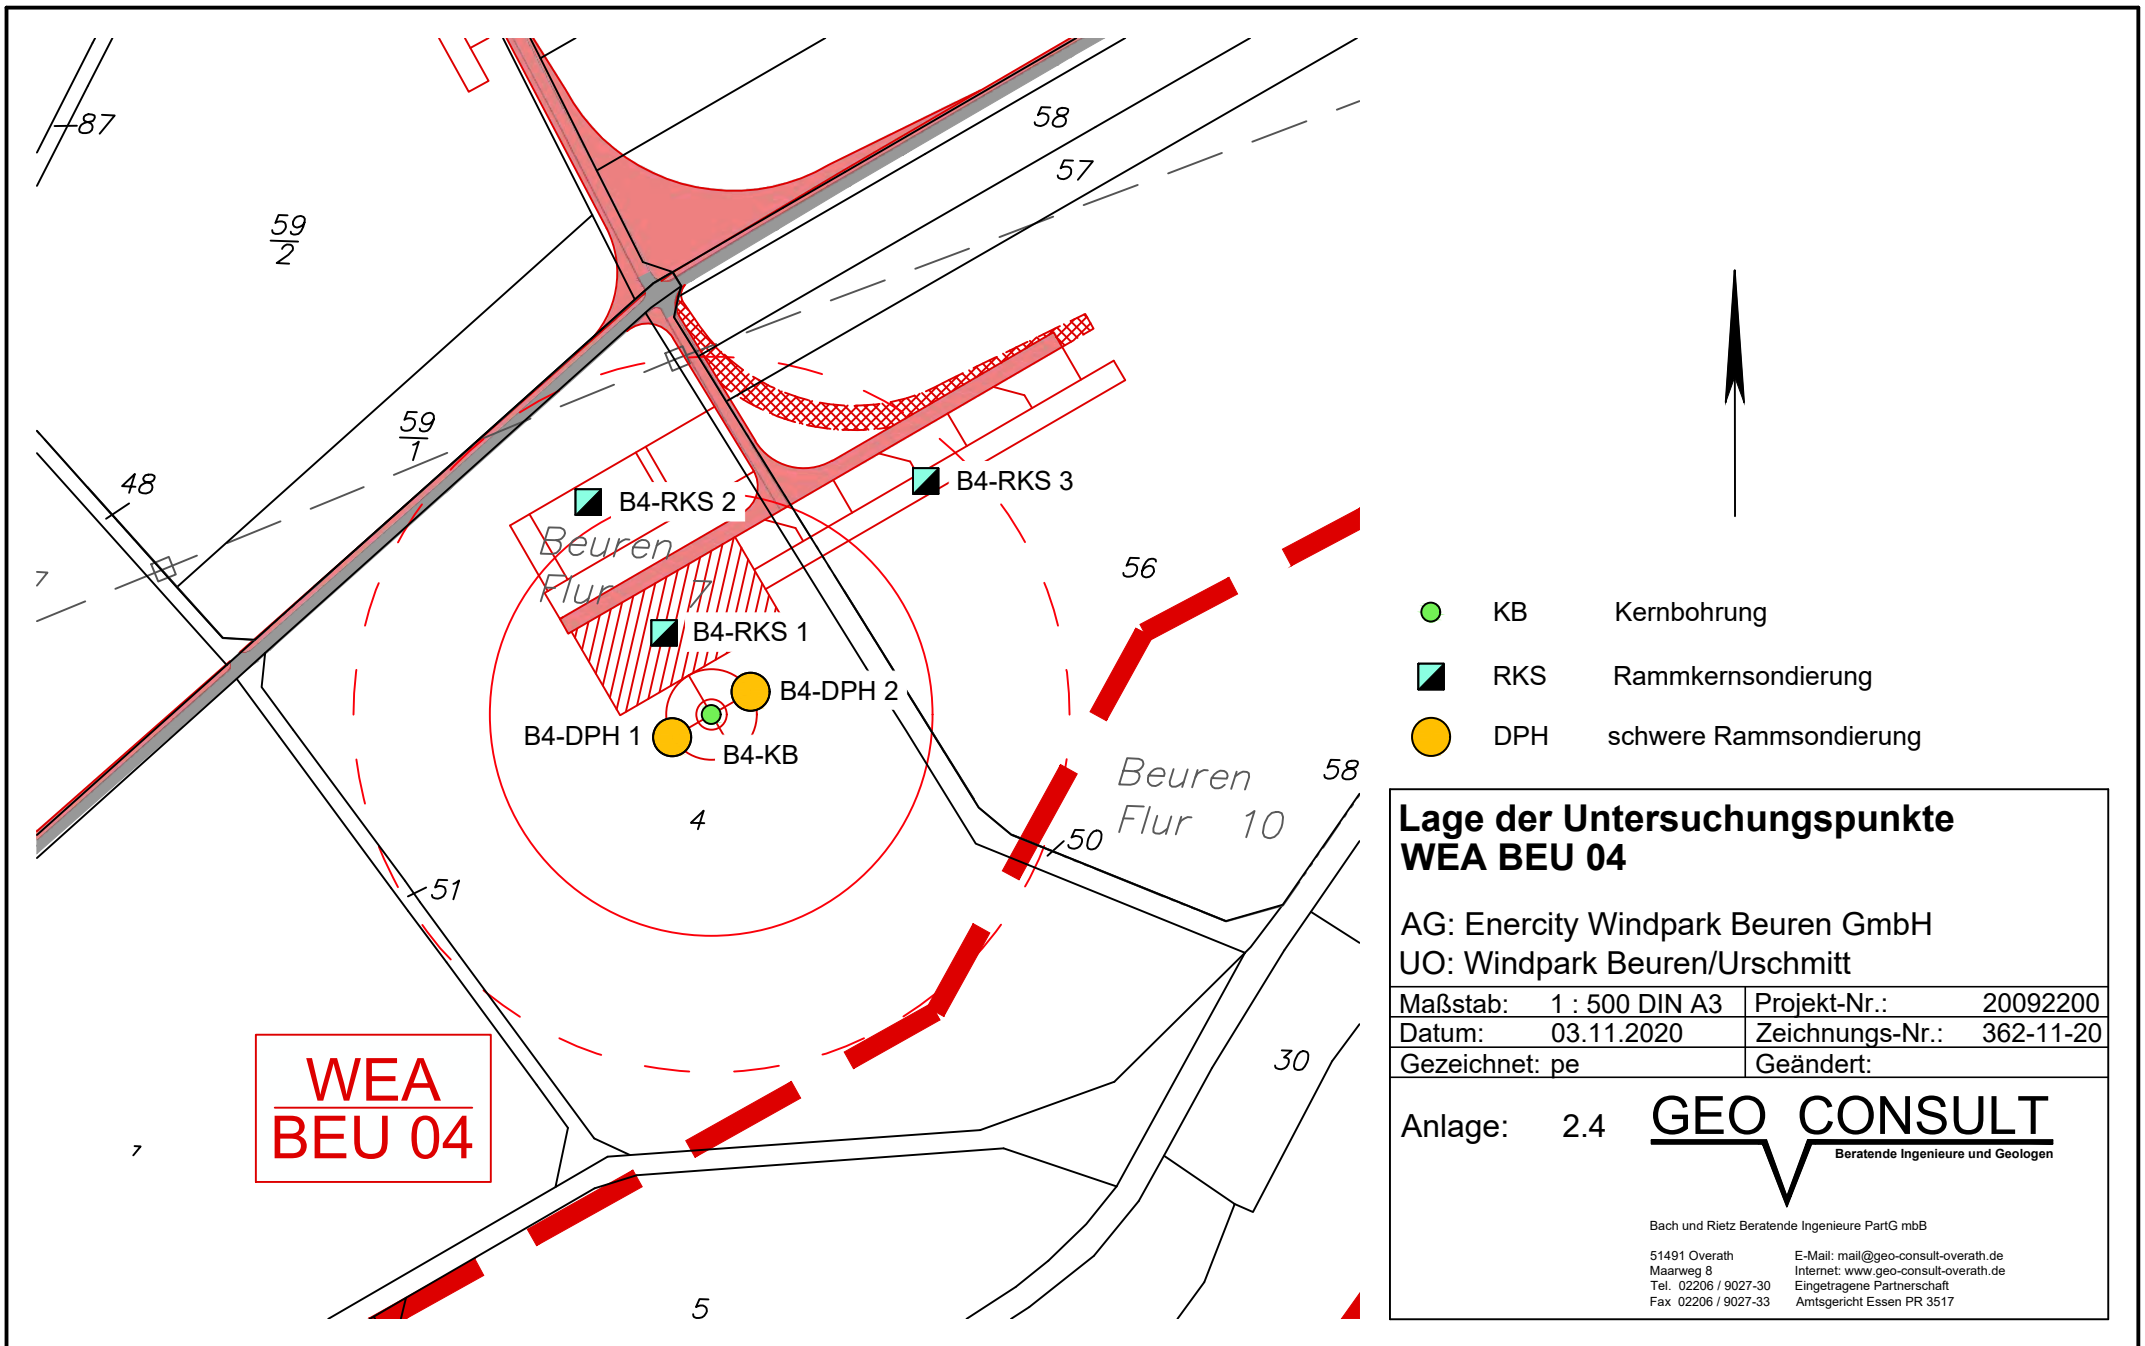 87
58
57
59
2
59
1
48
7
B4-RKS 3
B4-RKS 2
Beuren
Flur 7
56
B4-RKS 1
B4-DPH 2
B4-DPH 1
B4-KB
Beuren
Flur 10
58
4
50
51
WEA
BEU 04
30
7
5
KB Kernbohrung
RKS Rammkernsondierung
DPH schwere Rammsondierung
Lage der Untersuchungspunkte
WEA BEU 04
AG: Enercity Windpark Beuren GmbH
UO: Windpark Beuren/Urschmitt
Maßstab: 1 : 500 DIN A3 Projekt-Nr.: 20092200
Datum: 03.11.2020 Zeichnungs-Nr.: 362-11-20
Gezeichnet: pe Geändert:
Anlage: 2.4
GEO CONSULT
Beratende Ingenieure und Geologen
Bach und Rietz Beratende Ingenieure PartG mbB
51491 Overath E-Mail: mail@geo-consult-overath.de
Maarweg 8 Internet: www.geo-consult-overath.de
Tel. 02206 / 9027-30 Eingetragene Partnerschaft
Fax 02206 / 9027-33 Amtsgericht Essen PR 3517